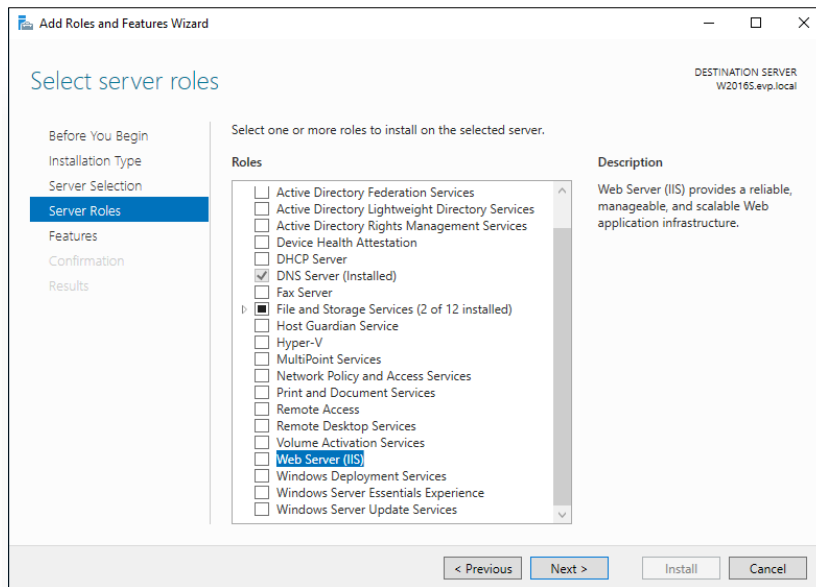 Add Roles and Features Wizard
Select server roles
DESTINATION SERVER
W2016S.evp.local
Before You Begin
Installation Type
Server Selection
Server Roles
Features
Confirmation
Results
Select one or more roles to install on the selected server.
Roles
Active Directory Federation Services
Active Directory Lightweight Directory Services
Active Directory Rights Management Services
Device Health Attestation
DHCP Server
DNS Server (Installed)
Fax Server
File and Storage Services (2 of 12 installed)
Host Guardian Service
Hyper-V
MultiPoint Services
Network Policy and Access Services
Print and Document Services
Remote Access
Remote Desktop Services
Volume Activation Services
Web Server (IIS)
Windows Deployment Services
Windows Server Essentials Experience
Windows Server Update Services
Description
Web Server (IIS) provides a reliable,
manageable, and scalable Web
application infrastructure.
< Previous
Next >
Install
Cancel